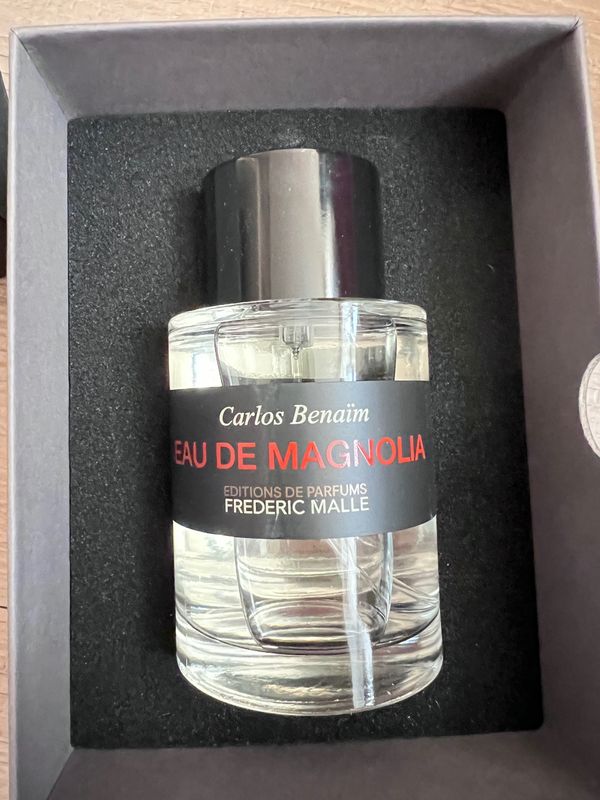 Carlos Benaïm
EAU DE MAGNOLIA
EDITIONS DE PARFUMS
FREDERIC MALLE